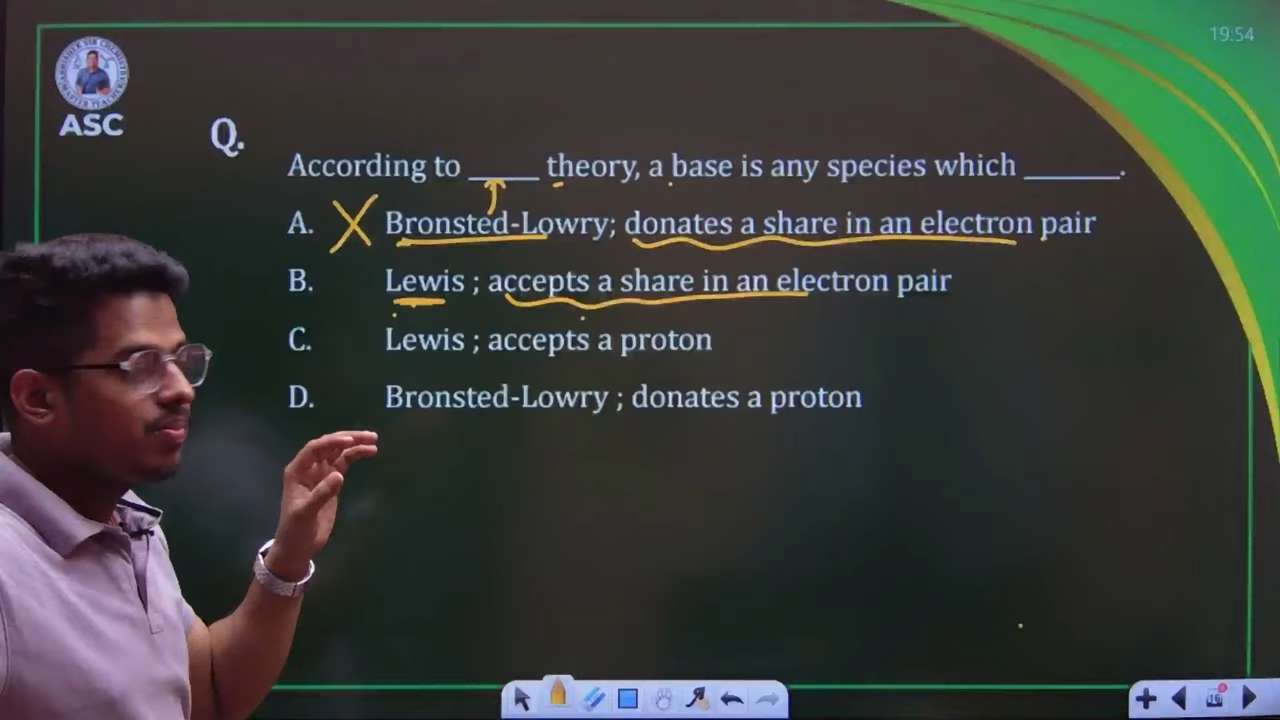 19:54
ASC
Q.
According to _____ theory, a base is any species which _______.
A. Bronsted-Lowry; donates a share in an electron pair
B. Lewis ; accepts a share in an electron pair
C. Lewis ; accepts a proton
D. Bronsted-Lowry ; donates a proton
16